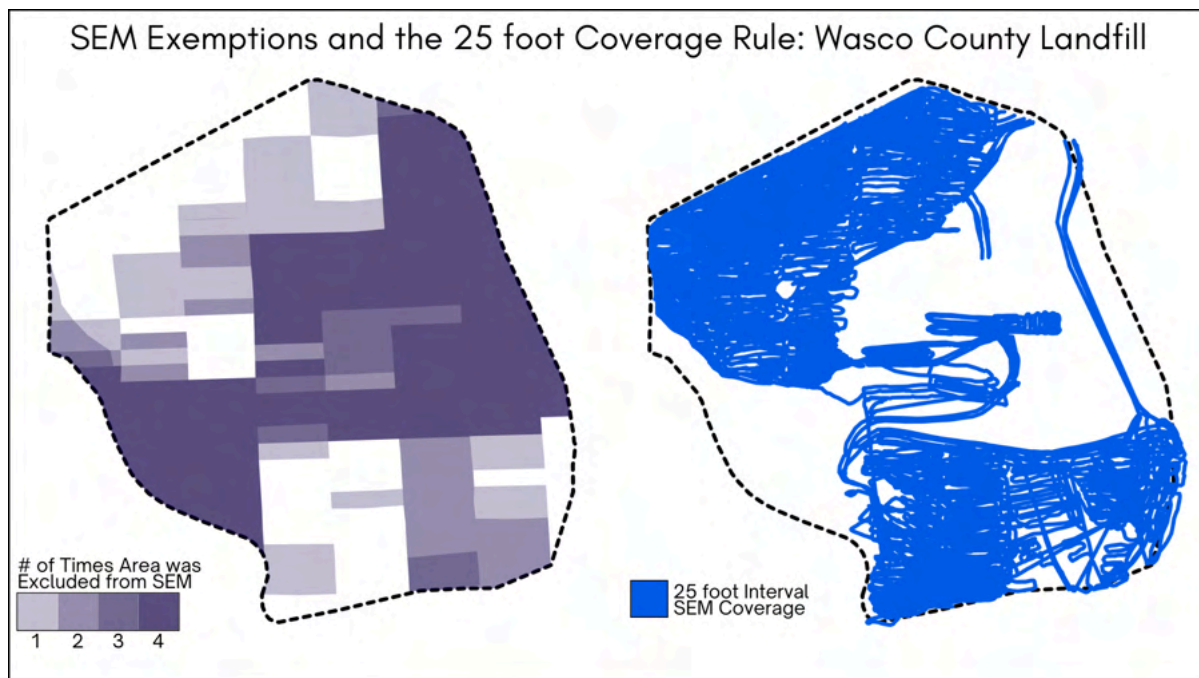 SEM Exemptions and the 25 foot Coverage Rule: Wasco County Landfill
# of Times Area was
Excluded from SEM
1 2 3 4
25 foot Interval
SEM Coverage